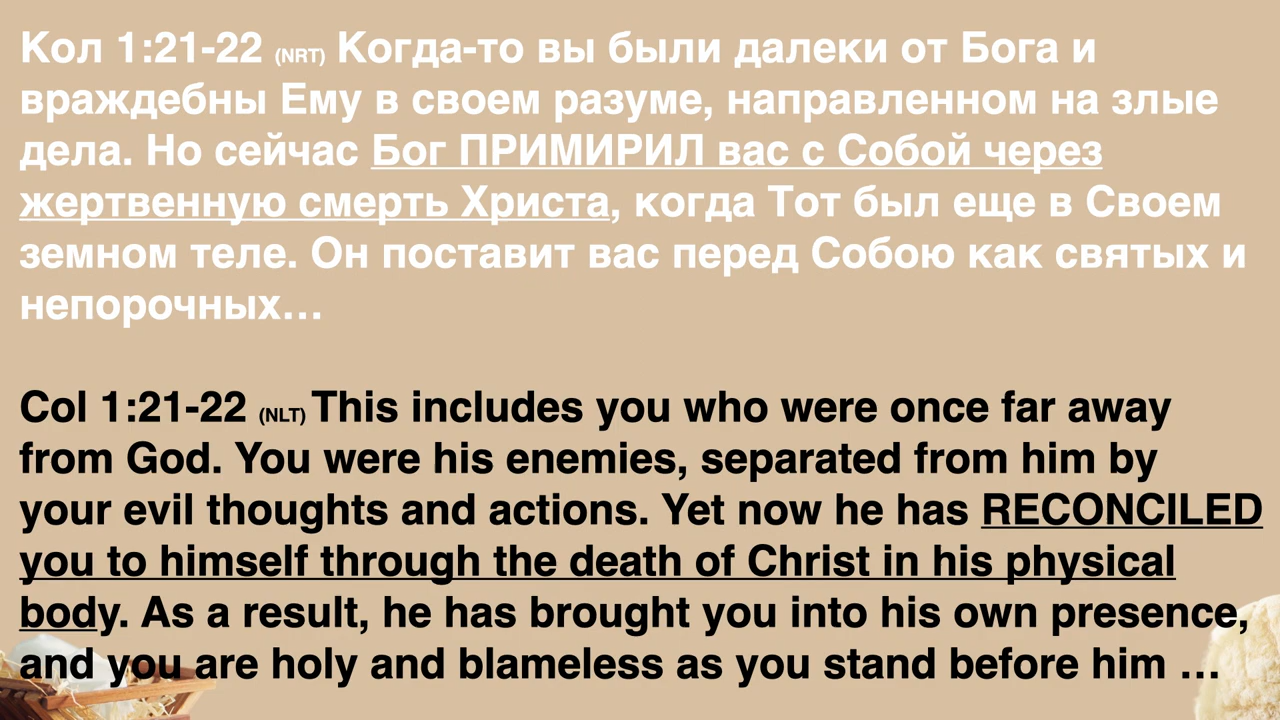 Кол 1:21-22 (NRT) Когда-то вы были далеки от Бога и
враждебны Ему в своем разуме, направленном на злые
дела. Но сейчас Бог ПРИМИРИЛ вас с Собой через
жертвенную смерть Христа, когда Тот был еще в Своем
земном теле. Он поставит вас перед Собою как святых и
непорочных…
Col 1:21-22 (NLT) This includes you who were once far away
from God. You were his enemies, separated from him by
your evil thoughts and actions. Yet now he has RECONCILED
you to himself through the death of Christ in his physical
body. As a result, he has brought you into his own presence,
and you are holy and blameless as you stand before him …